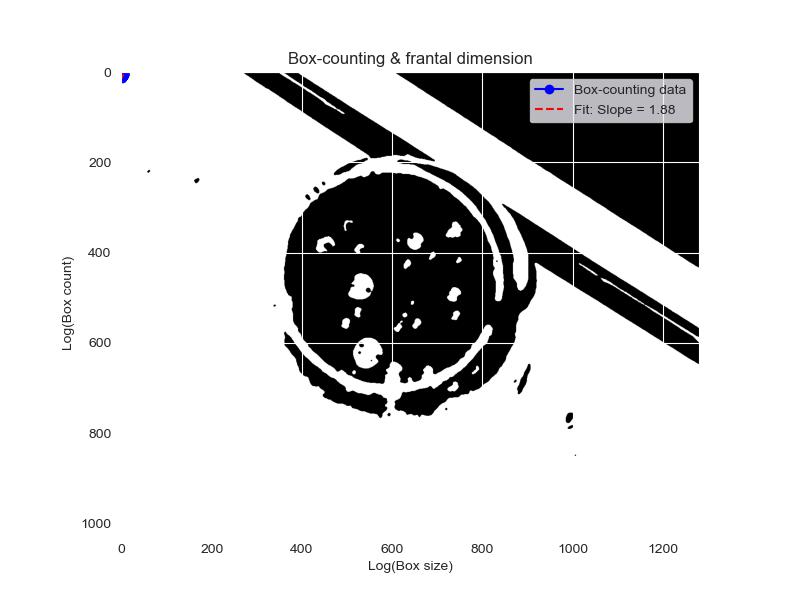 Box-counting & frantal dimension
Box-counting data
Fit: Slope = 1.88
0
200
400
600
800
1000
Log(Box count)
0 200 400 600 800 1000 1200
Log(Box size)